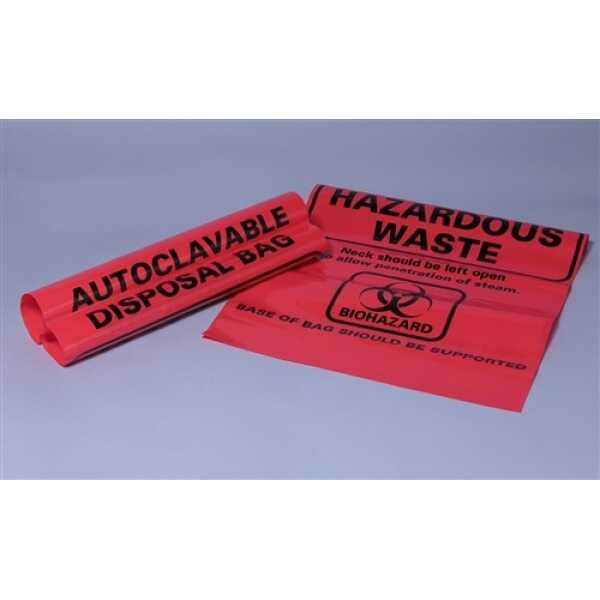 AUTOCLAVABLE
DISPOSAL BAG
HAZARDOUS
WASTE
Neck should be left open
to allow penetration of steam.
BIOHAZARD
BASE OF BAG SHOULD BE SUPPORTED